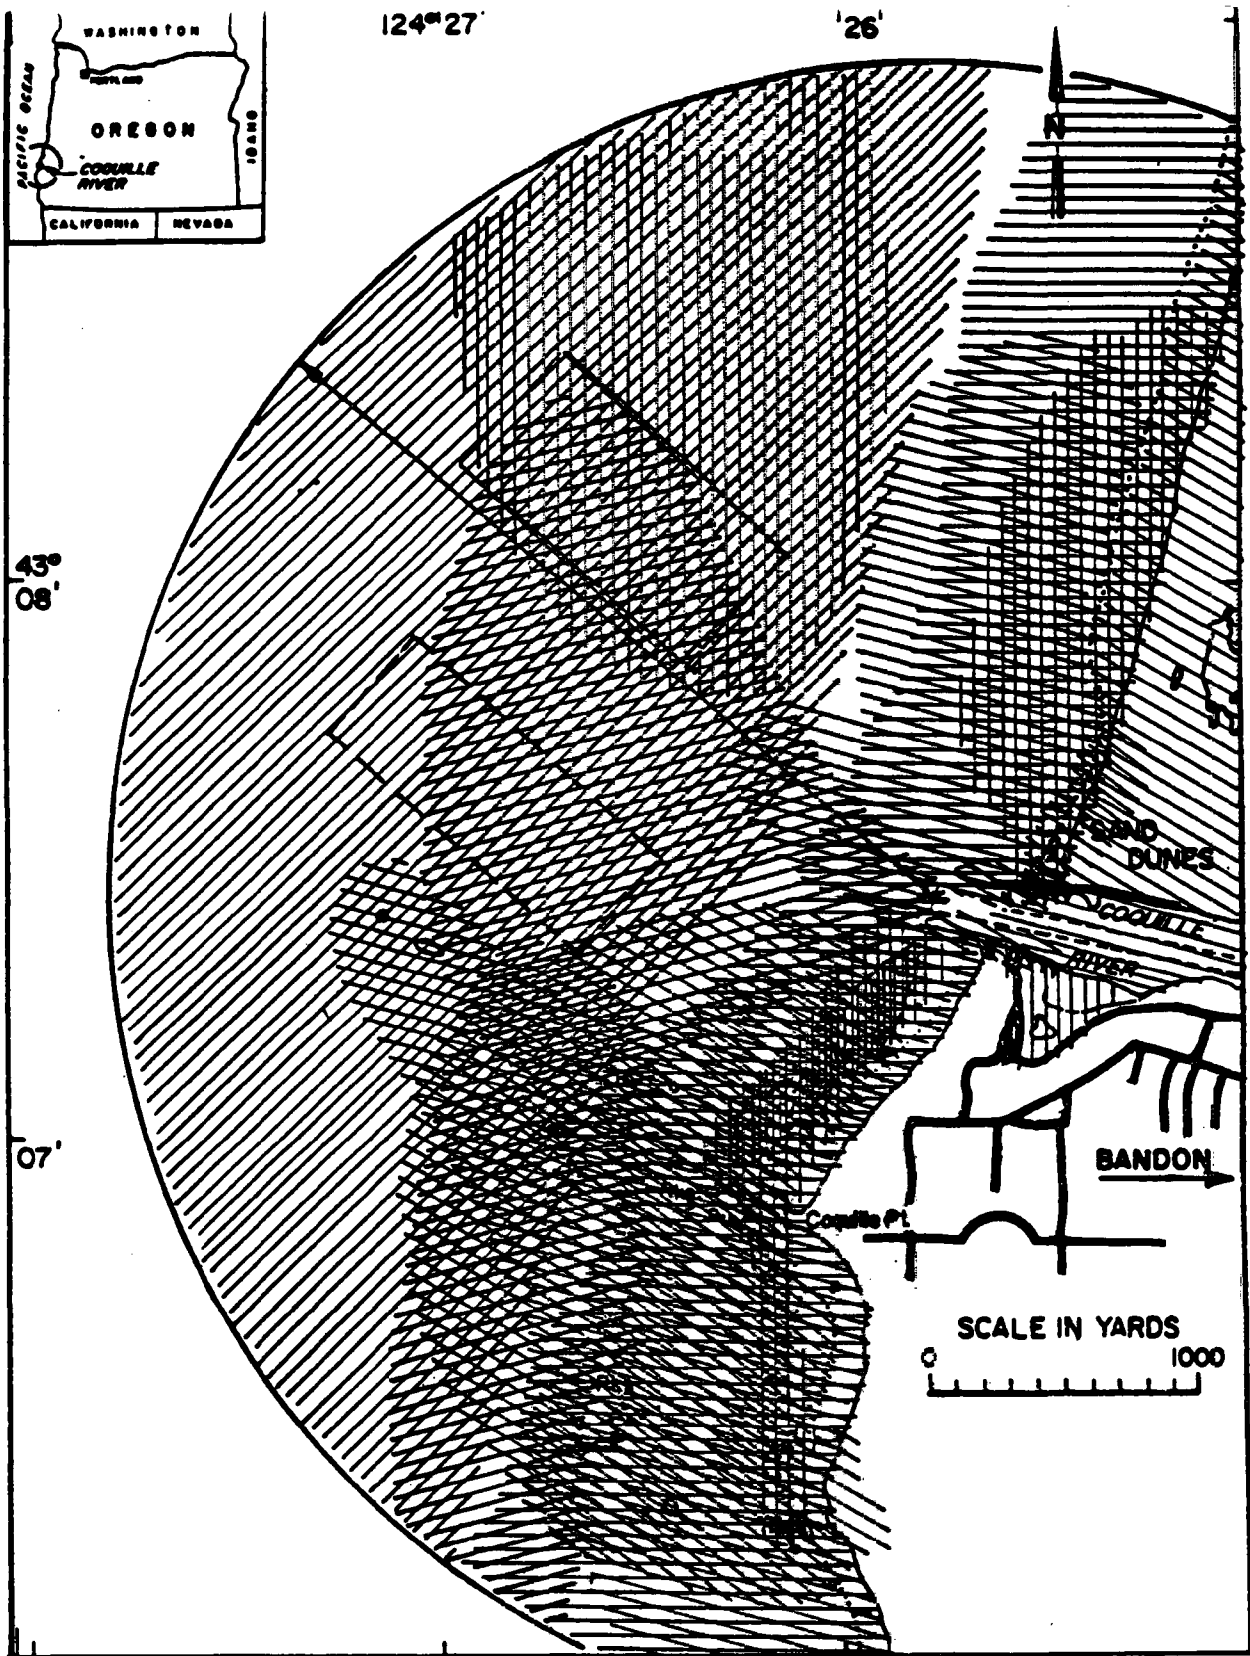 WASHINGTON
PORTLAND
PACIFIC OCEAN
OREGON
IDAHO
COQUILLE
RIVER
CALIFORNIA
NEVADA
124° 27'
26'
N
43°
08'
SAND
DUNES
COQUILLE
RIVER
07'
BANDON
Coquille Pt.
SCALE IN YARDS
0
1000